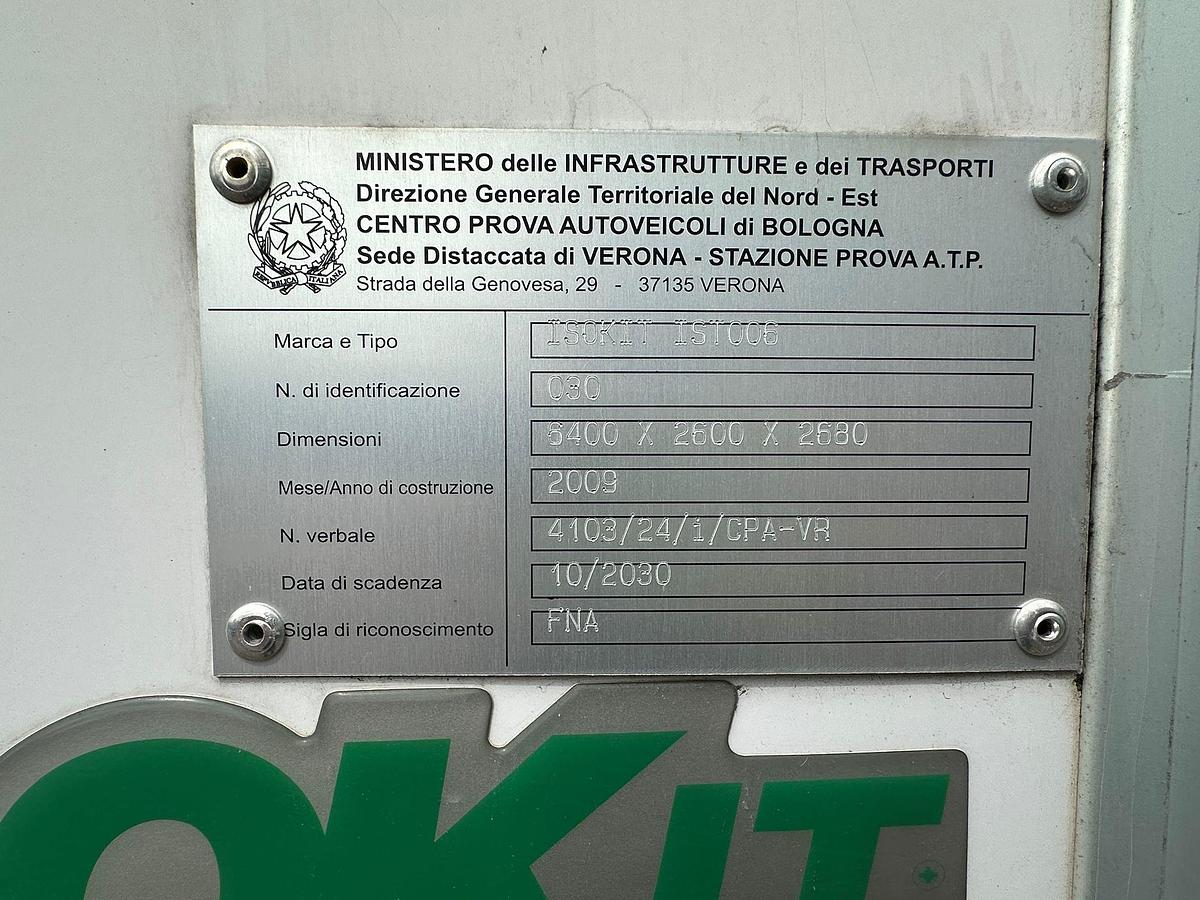 MINISTERO delle INFRASTRUTTURE e dei TRASPORTI
Direzione Generale Territoriale del Nord - Est
CENTRO PROVA AUTOVEICOLI di BOLOGNA
Sede Distaccata di VERONA - STAZIONE PROVA A.T.P.
Strada della Genovesa, 29 - 37135 VERONA
REPVBBLICA ITALIANA
Marca e Tipo ISOKIT IST006
N. di identificazione 030
Dimensioni 6400 X 2600 X 2680
Mese/Anno di costruzione 2009
N. verbale 4103/24/1/CPA-VR
Data di scadenza 10/2030
Sigla di riconoscimento FNA
OKIT